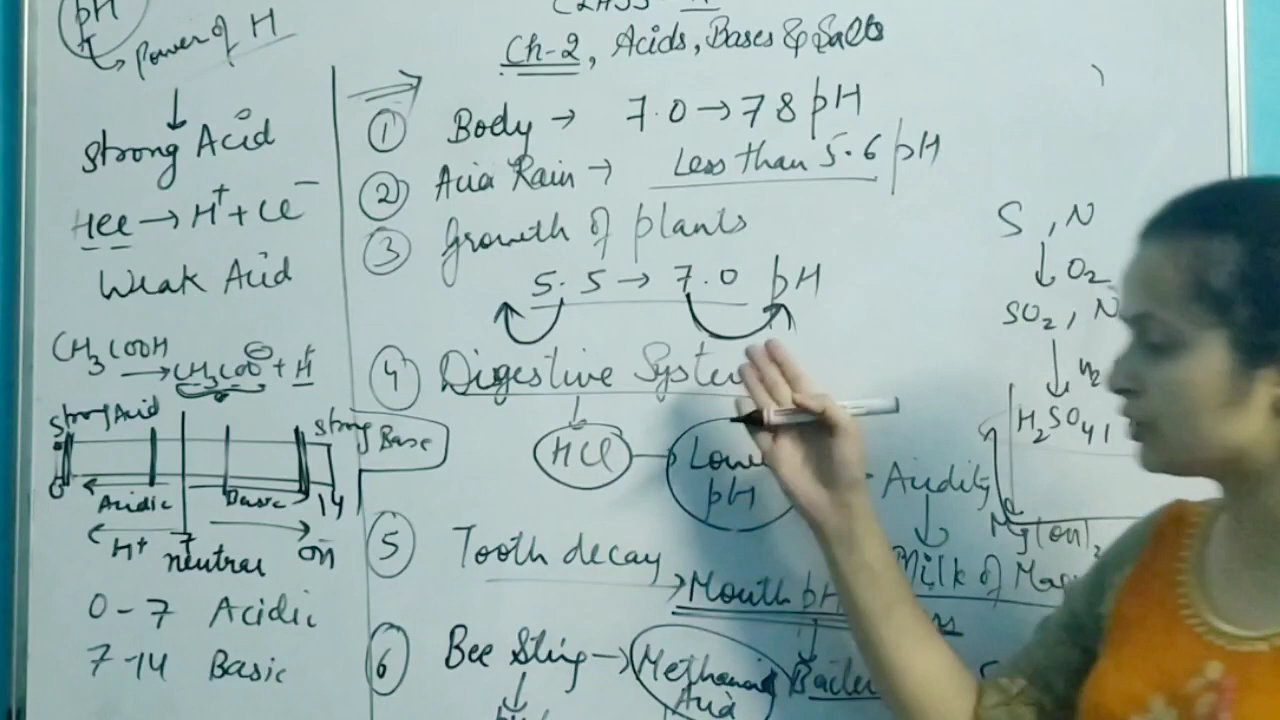 pH
Power of H
Strong Acid
HCl → H⁺ + Cl⁻
Weak Acid
CH₃COOH
→ CH₃COO⁻ + H⁺
Strong Acid
Strong Base
0 Acidic Basic 14
H⁺ 7 OH⁻
neutral
0-7 Acidic
7-14 Basic
CLASS-
Ch-2, Acids, Bases & Salts
① Body → 7.0 → 78 pH
② Acid Rain → Less than 5.6 pH
③ Growth of plants
5.5 → 7.0 pH
④ Digestive System
HCl
pH
⑤ Tooth decay
→ Mouth pH
⑥ Bee Sting → Methanoic
Acid
S, N
↓ O₂
SO₂, N
↓
H₂SO₄,
Acidity
Mg(OH)₂
Milk of